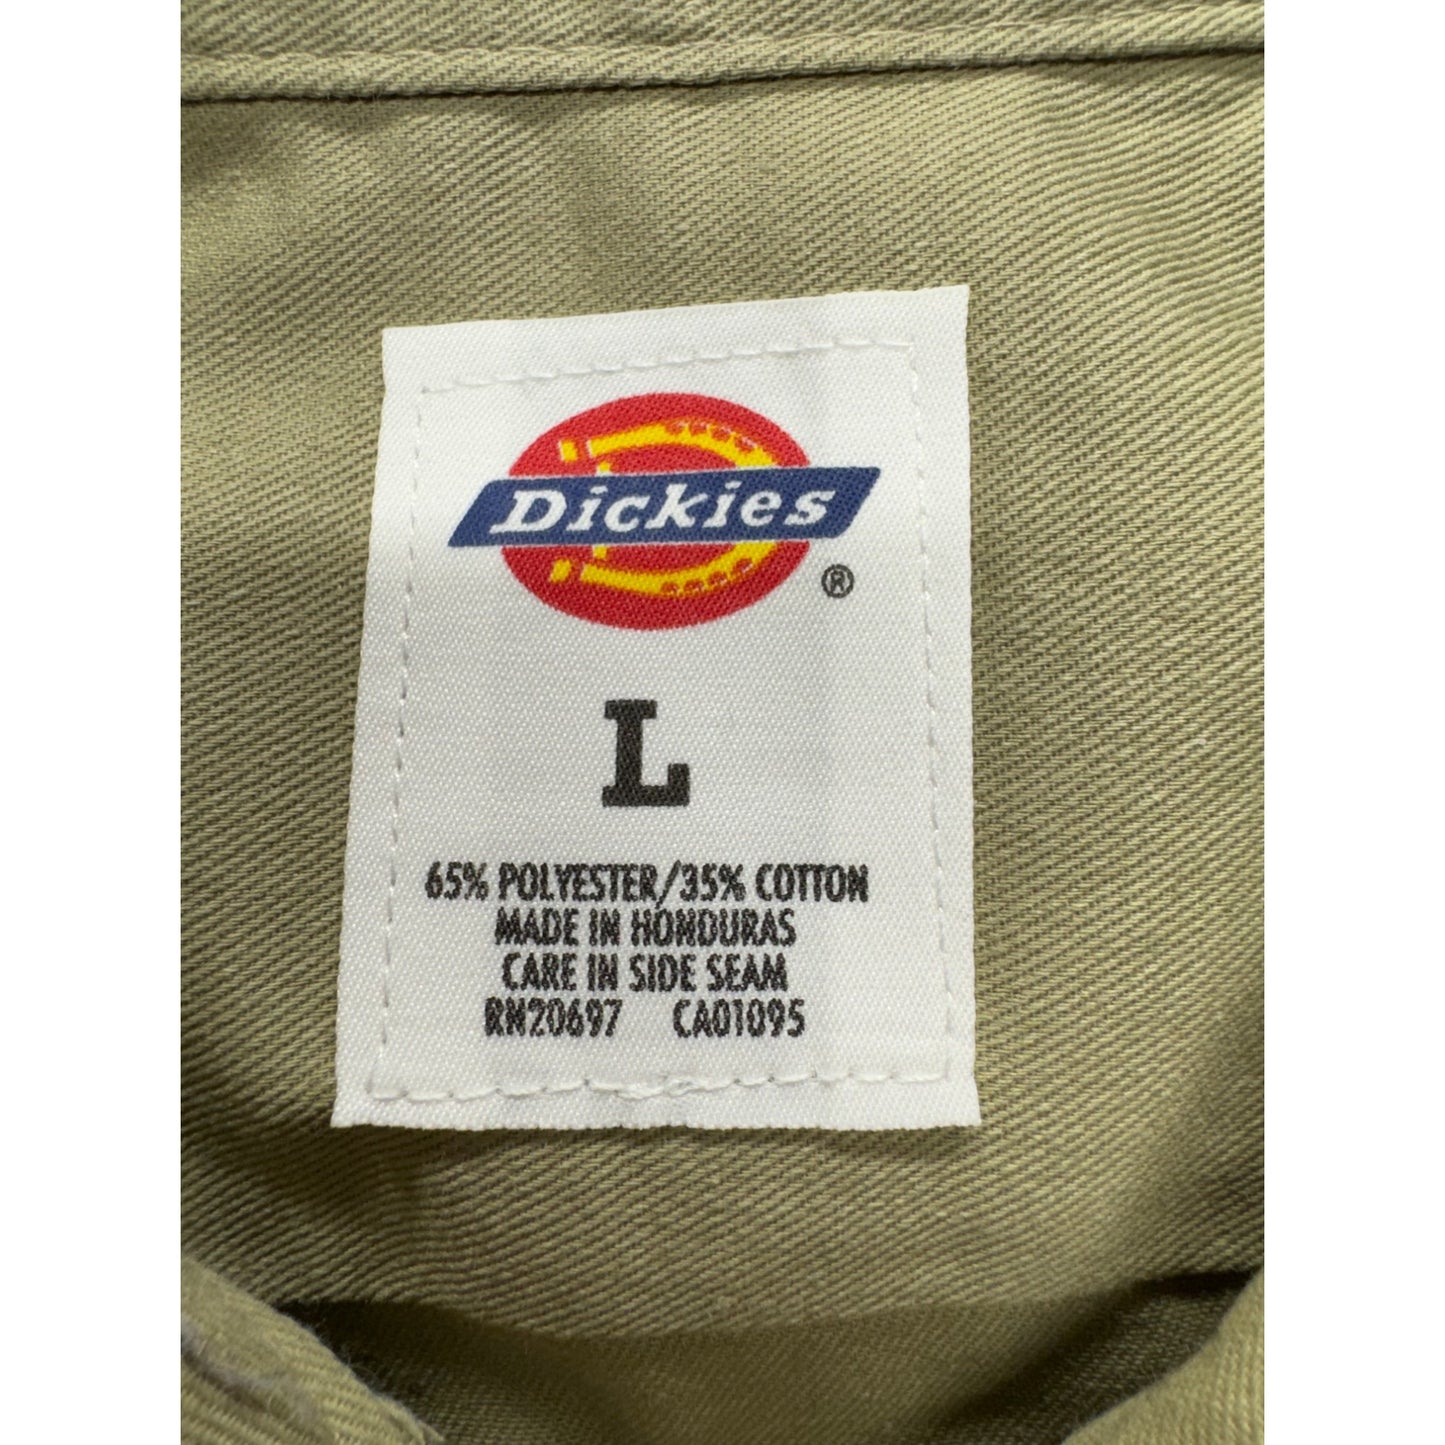 Dickies
®
L
65% POLYESTER/35% COTTON
MADE IN HONDURAS
CARE IN SIDE SEAM
RN20697 CA01095